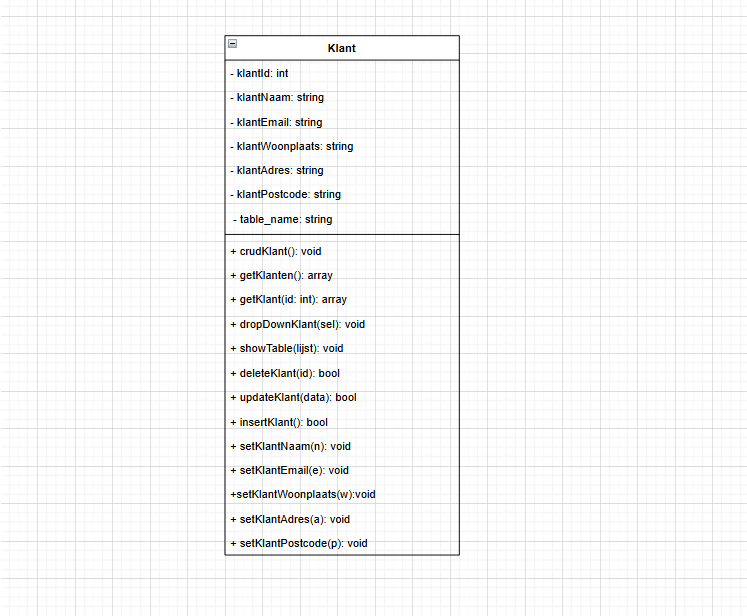 Klant
- klantId: int
- klantNaam: string
- klantEmail: string
- klantWoonplaats: string
- klantAdres: string
- klantPostcode: string
- table_name: string
+ crudKlant(): void
+ getKlanten(): array
+ getKlant(id: int): array
+ dropDownKlant(sel): void
+ showTable(lijst): void
+ deleteKlant(id): bool
+ updateKlant(data): bool
+ insertKlant(): bool
+ setKlantNaam(n): void
+ setKlantEmail(e): void
+setKlantWoonplaats(w):void
+ setKlantAdres(a): void
+ setKlantPostcode(p): void